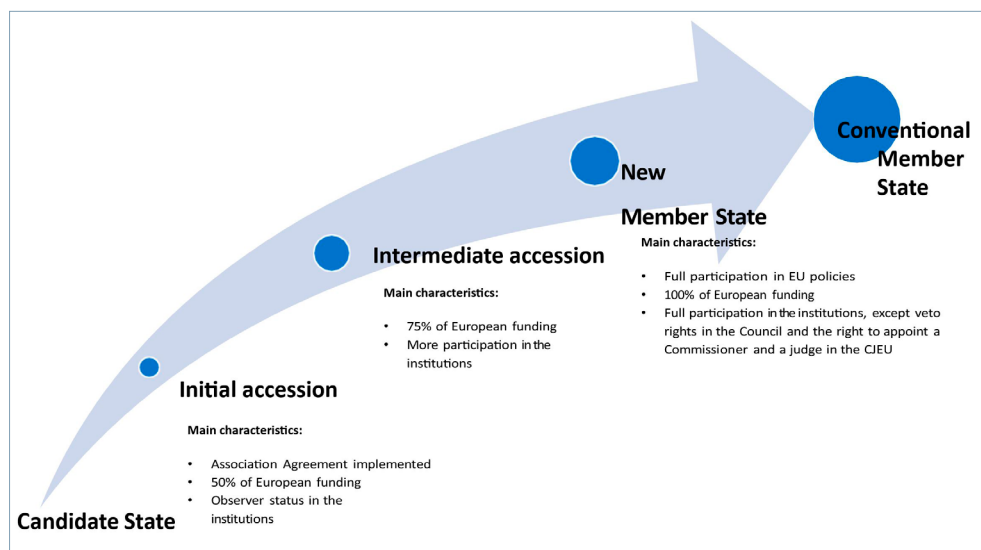 Candidate State
Initial accession
Main characteristics:
• Association Agreement implemented
• 50% of European funding
• Observer status in the
institutions
Intermediate accession
Main characteristics:
• 75% of European funding
• More participation in the
institutions
New
Member State
Main characteristics:
• Full participation in EU policies
• 100% of European funding
• Full participation in the institutions, except veto
rights in the Council and the right to appoint a
Commissioner and a judge in the CJEU
Conventional
Member
State